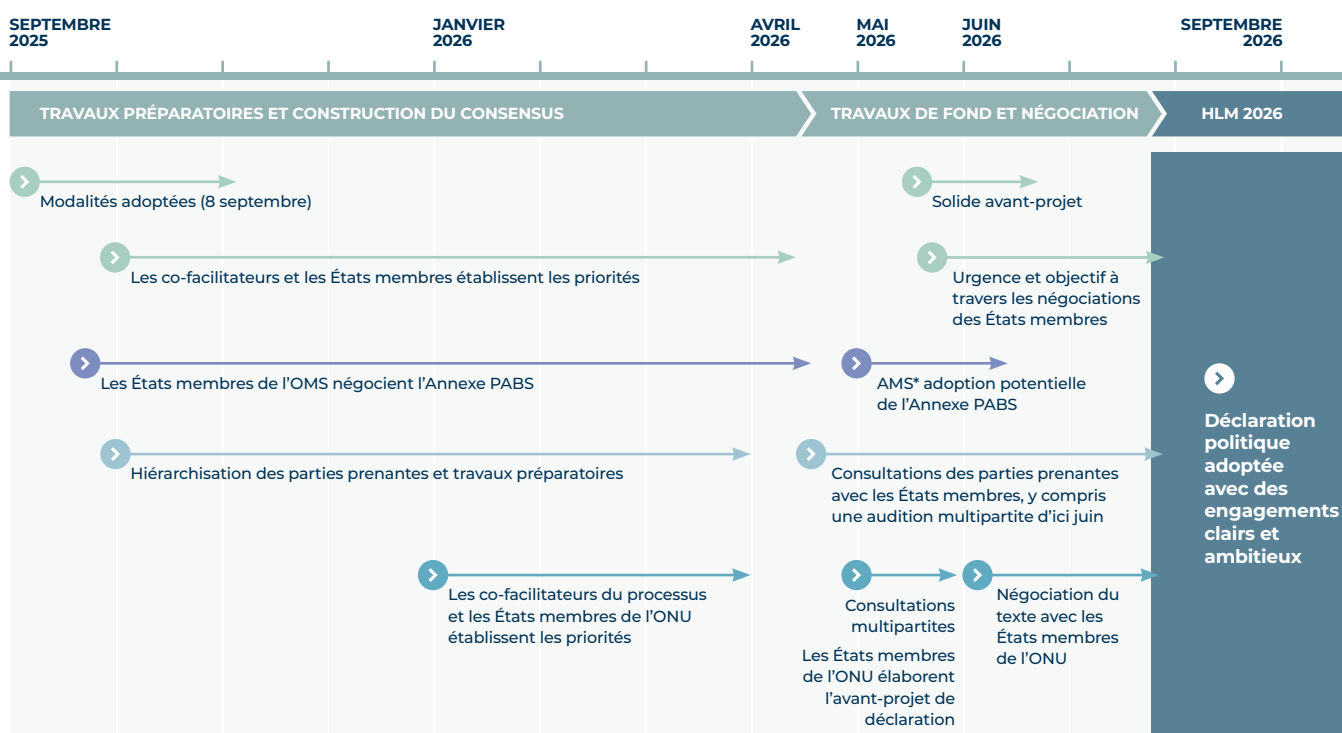 SEPTEMBRE
2025
JANVIER
2026
AVRIL
2026
MAI
2026
JUIN
2026
SEPTEMBRE
2026
TRAVAUX PRÉPARATOIRES ET CONSTRUCTION DU CONSENSUS
TRAVAUX DE FOND ET NÉGOCIATION
HLM 2026
Modalités adoptées (8 septembre)
Solide avant-projet
Les co-facilitateurs et les États membres établissent les priorités
Urgence et objectif à
travers les négociations
des États membres
Les États membres de l’OMS négocient l’Annexe PABS
AMS* adoption potentielle
de l’Annexe PABS
Hiérarchisation des parties prenantes et travaux préparatoires
Consultations des parties prenantes
avec les États membres, y compris
une audition multipartite d’ici juin
Les co-facilitateurs du processus
et les États membres de l’ONU
établissent les priorités
Consultations
multipartites
Les États membres
de l’ONU élaborent
l’avant-projet de
déclaration
Négociation du
texte avec les
États membres
de l’ONU
Déclaration
politique
adoptée
avec des
engagements
clairs et
ambitieux